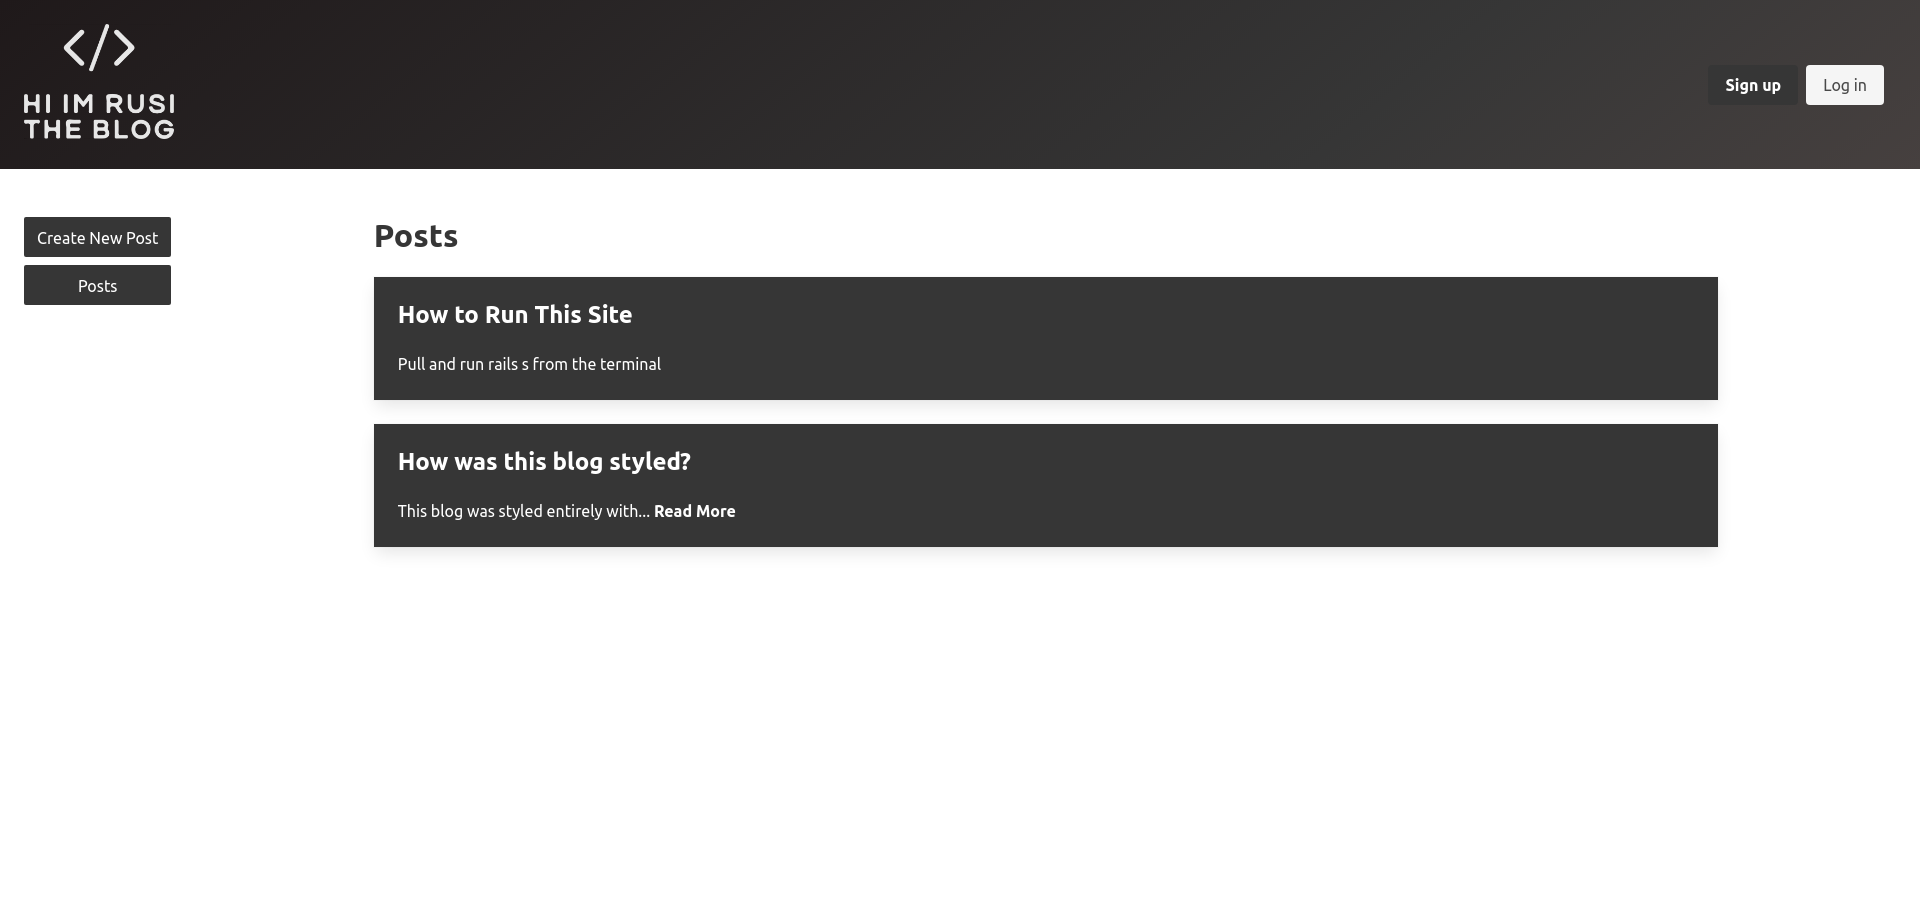 </>
HI IM RUSI
THE BLOG
Sign up
Log in
Create New Post
Posts
Posts
How to Run This Site
Pull and run rails s from the terminal
How was this blog styled?
This blog was styled entirely with... Read More